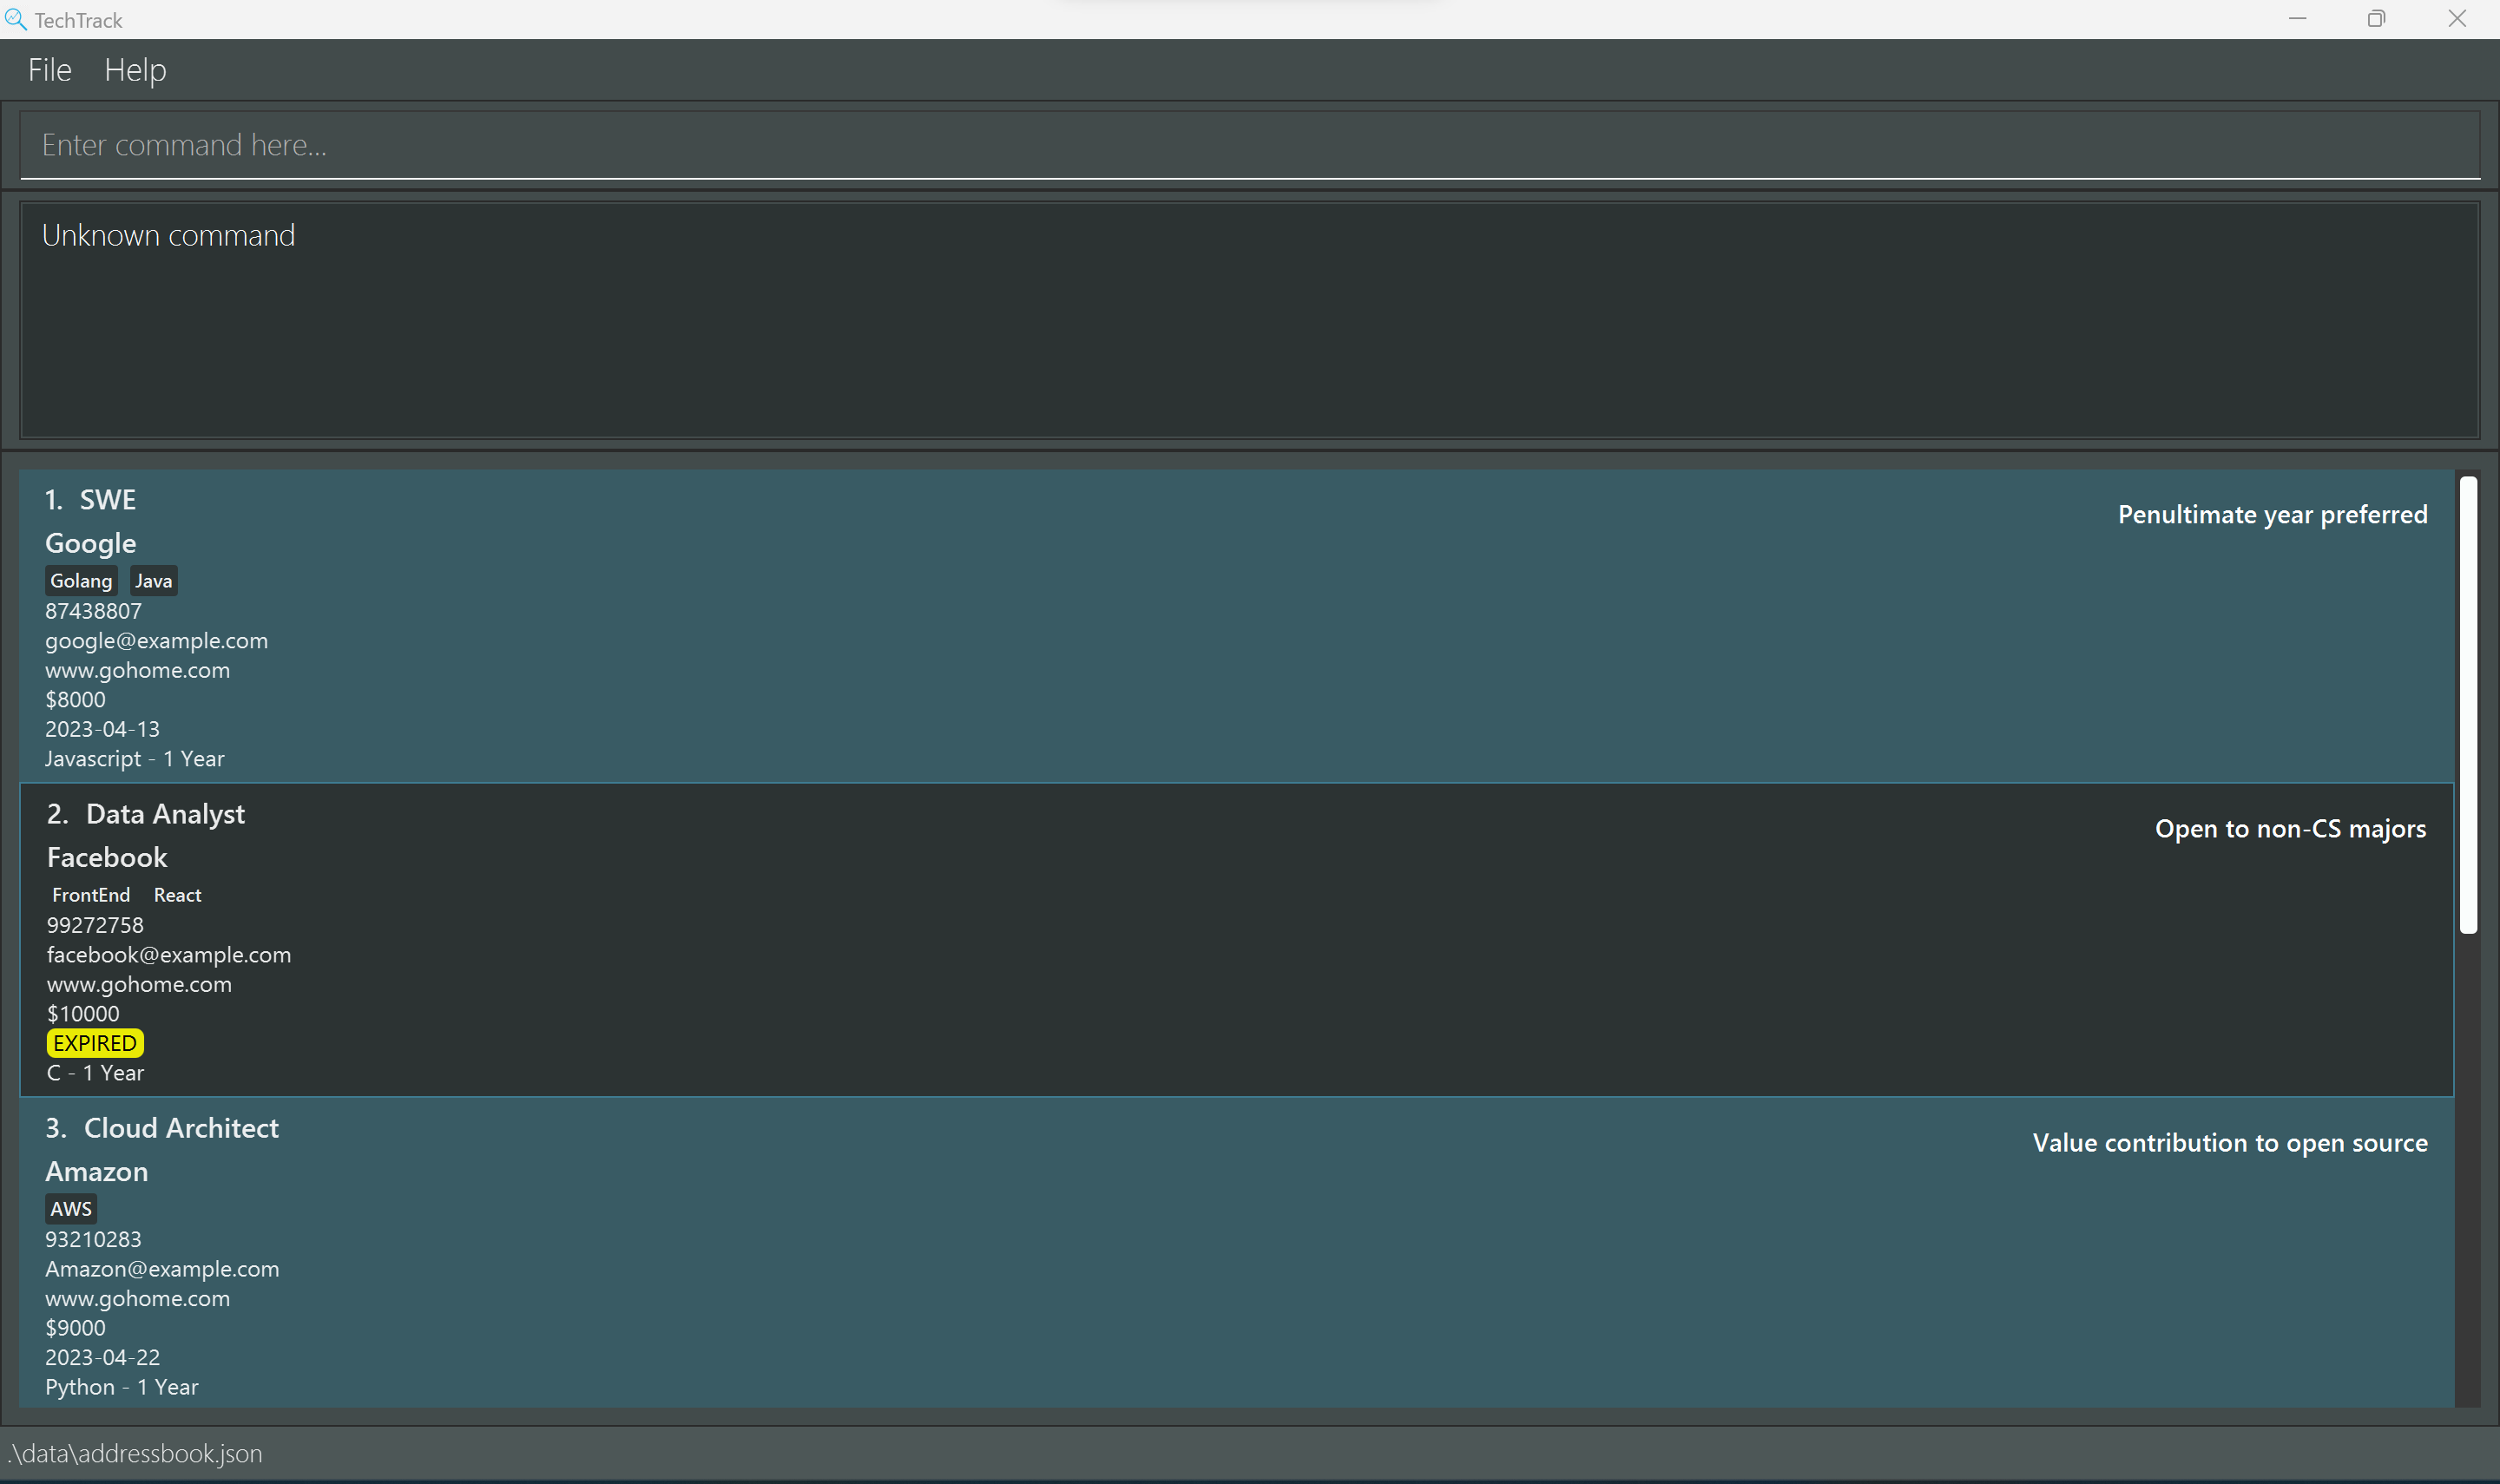 TechTrack
File Help
Enter command here...
Unknown command
1. SWE
Penultimate year preferred
Google
Golang Java
87438807
google@example.com
www.gohome.com
$8000
2023-04-13
Javascript - 1 Year
2. Data Analyst
Open to non-CS majors
Facebook
FrontEnd React
99272758
facebook@example.com
www.gohome.com
$10000
EXPIRED
C - 1 Year
3. Cloud Architect
Value contribution to open source
Amazon
AWS
93210283
Amazon@example.com
www.gohome.com
$9000
2023-04-22
Python - 1 Year
.\data\addressbook.json